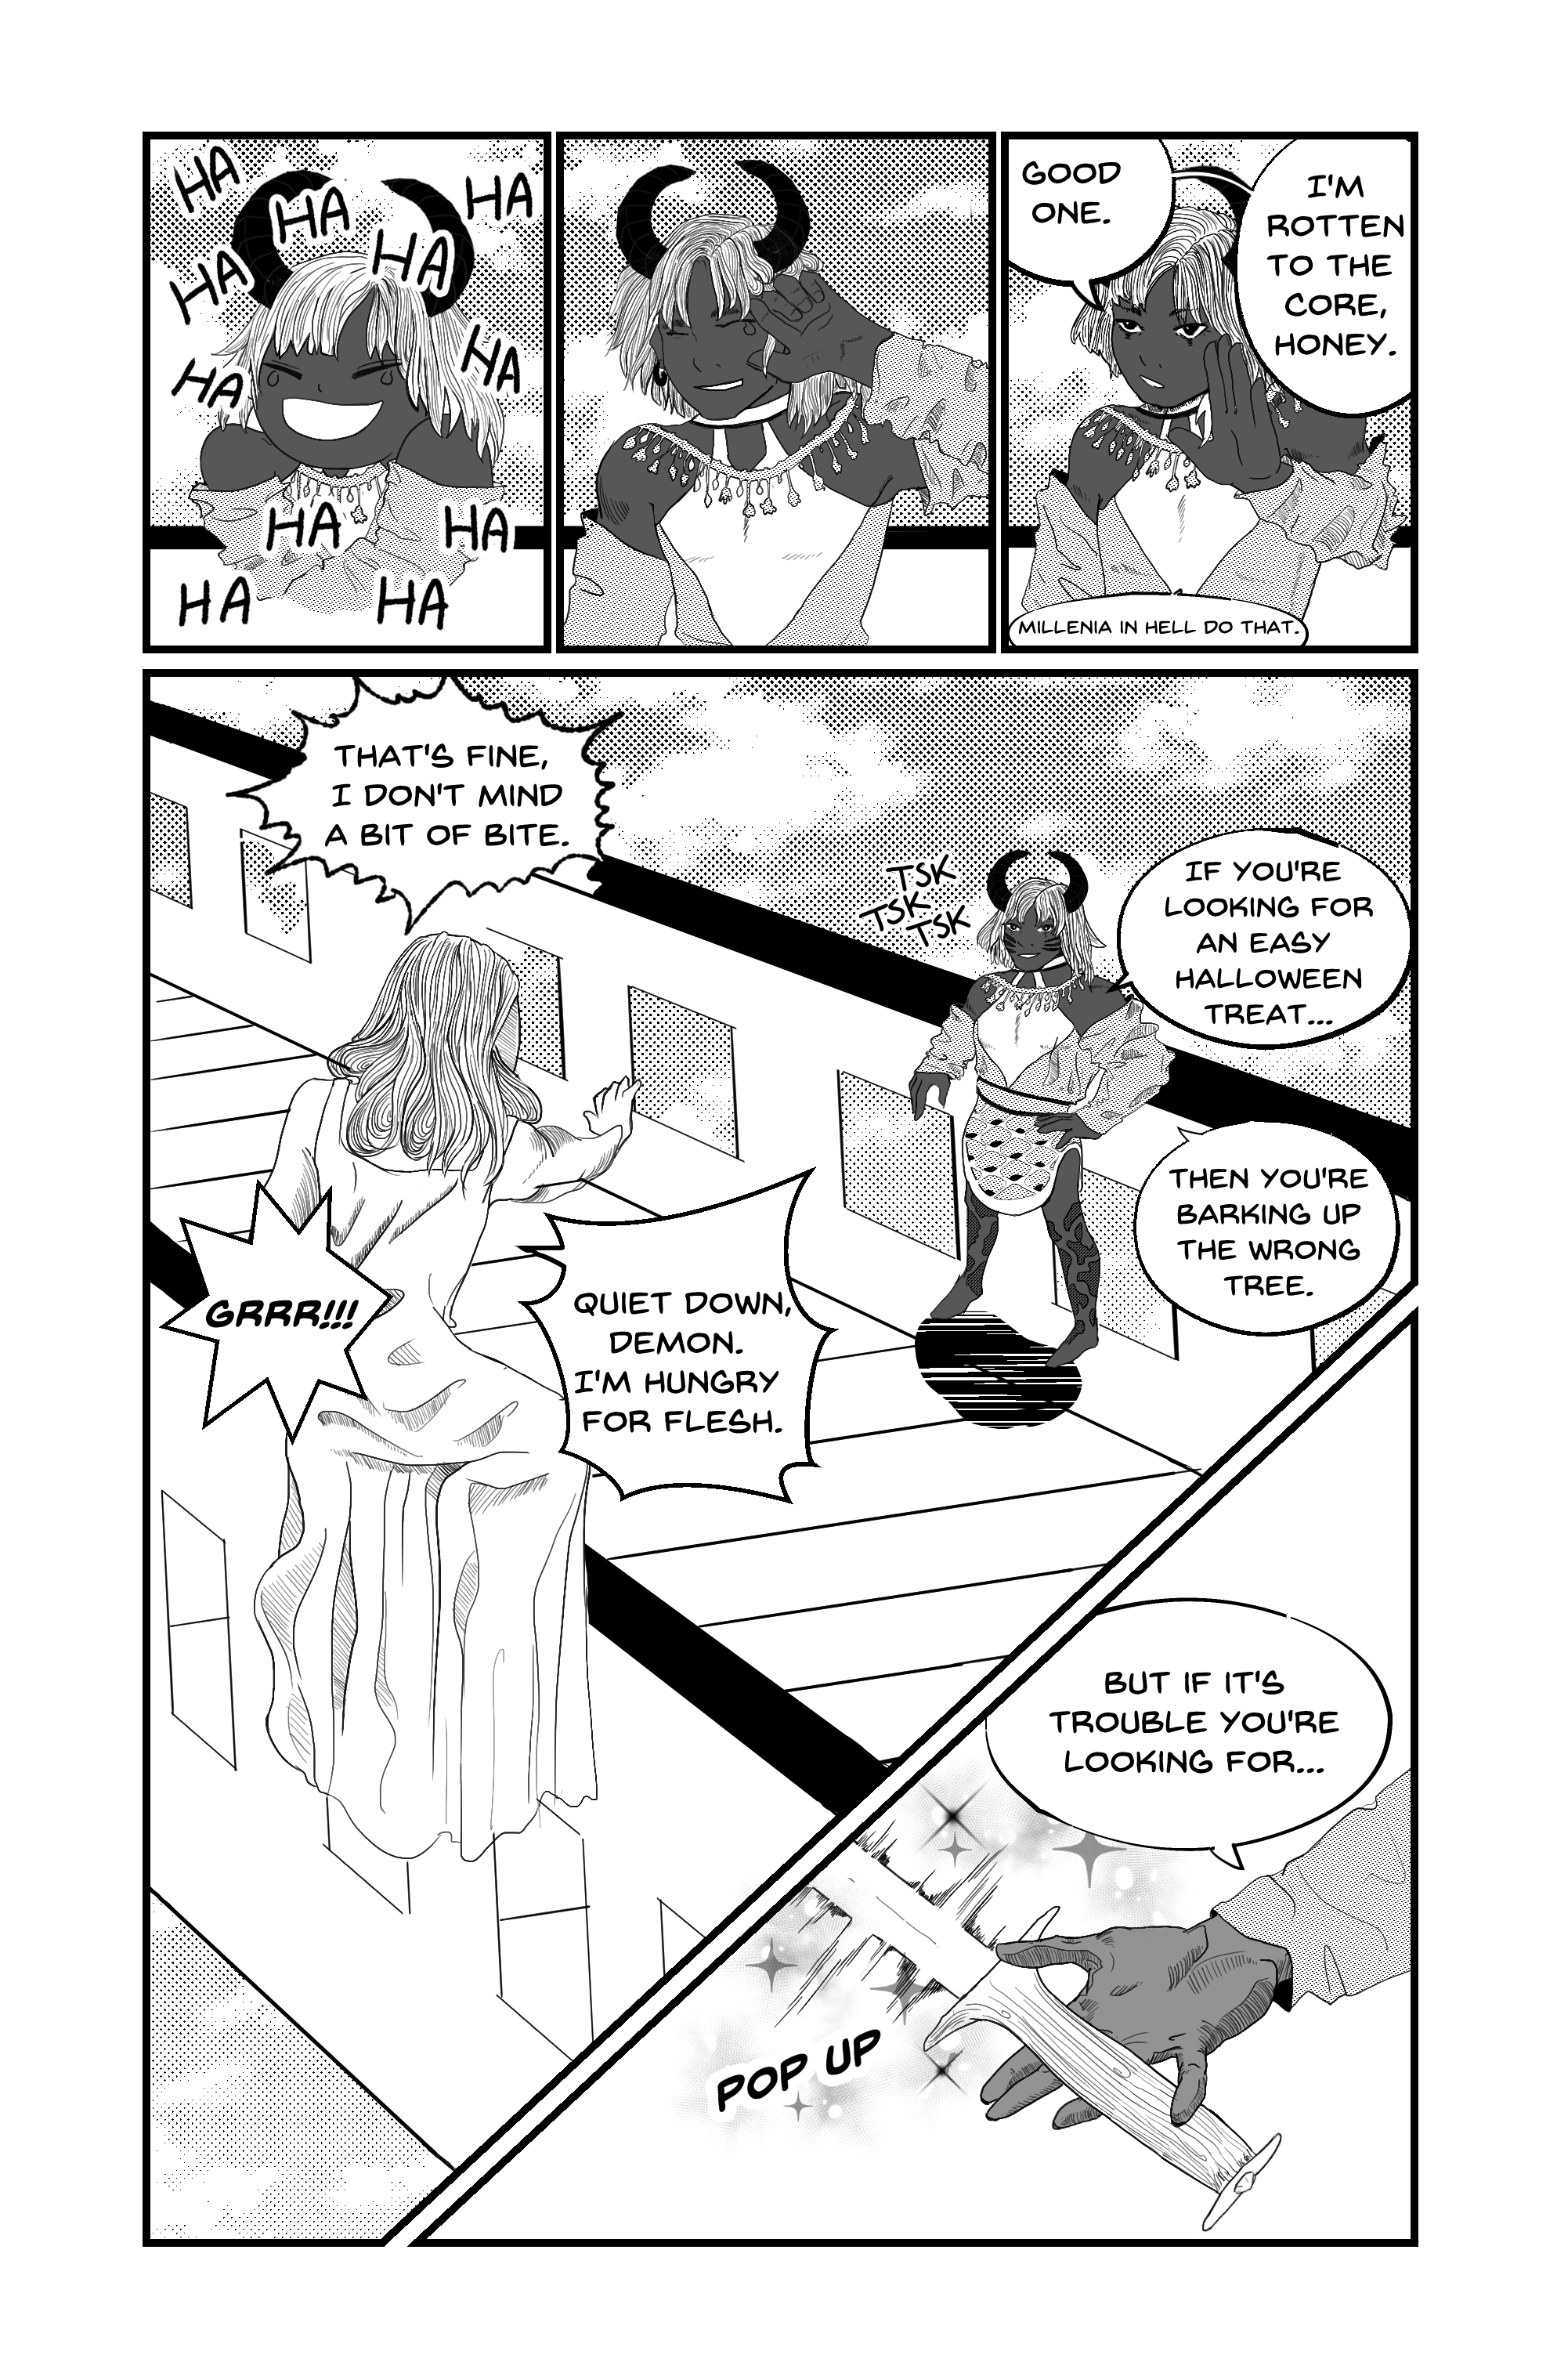 HA
HA
HA
HA
HA
HA
HA
HA
HA
HA
HA
GOOD
ONE.
I'M
ROTTEN
TO THE
CORE,
HONEY.
MILLENIA IN HELL DO THAT.
THAT'S FINE,
I DON'T MIND
A BIT OF BITE.
TSK
TSK
TSK
IF YOU'RE
LOOKING FOR
AN EASY
HALLOWEEN
TREAT...
THEN YOU'RE
BARKING UP
THE WRONG
TREE.
GRRR!!!
QUIET DOWN,
DEMON.
I'M HUNGRY
FOR FLESH.
BUT IF IT'S
TROUBLE YOU'RE
LOOKING FOR...
POP UP